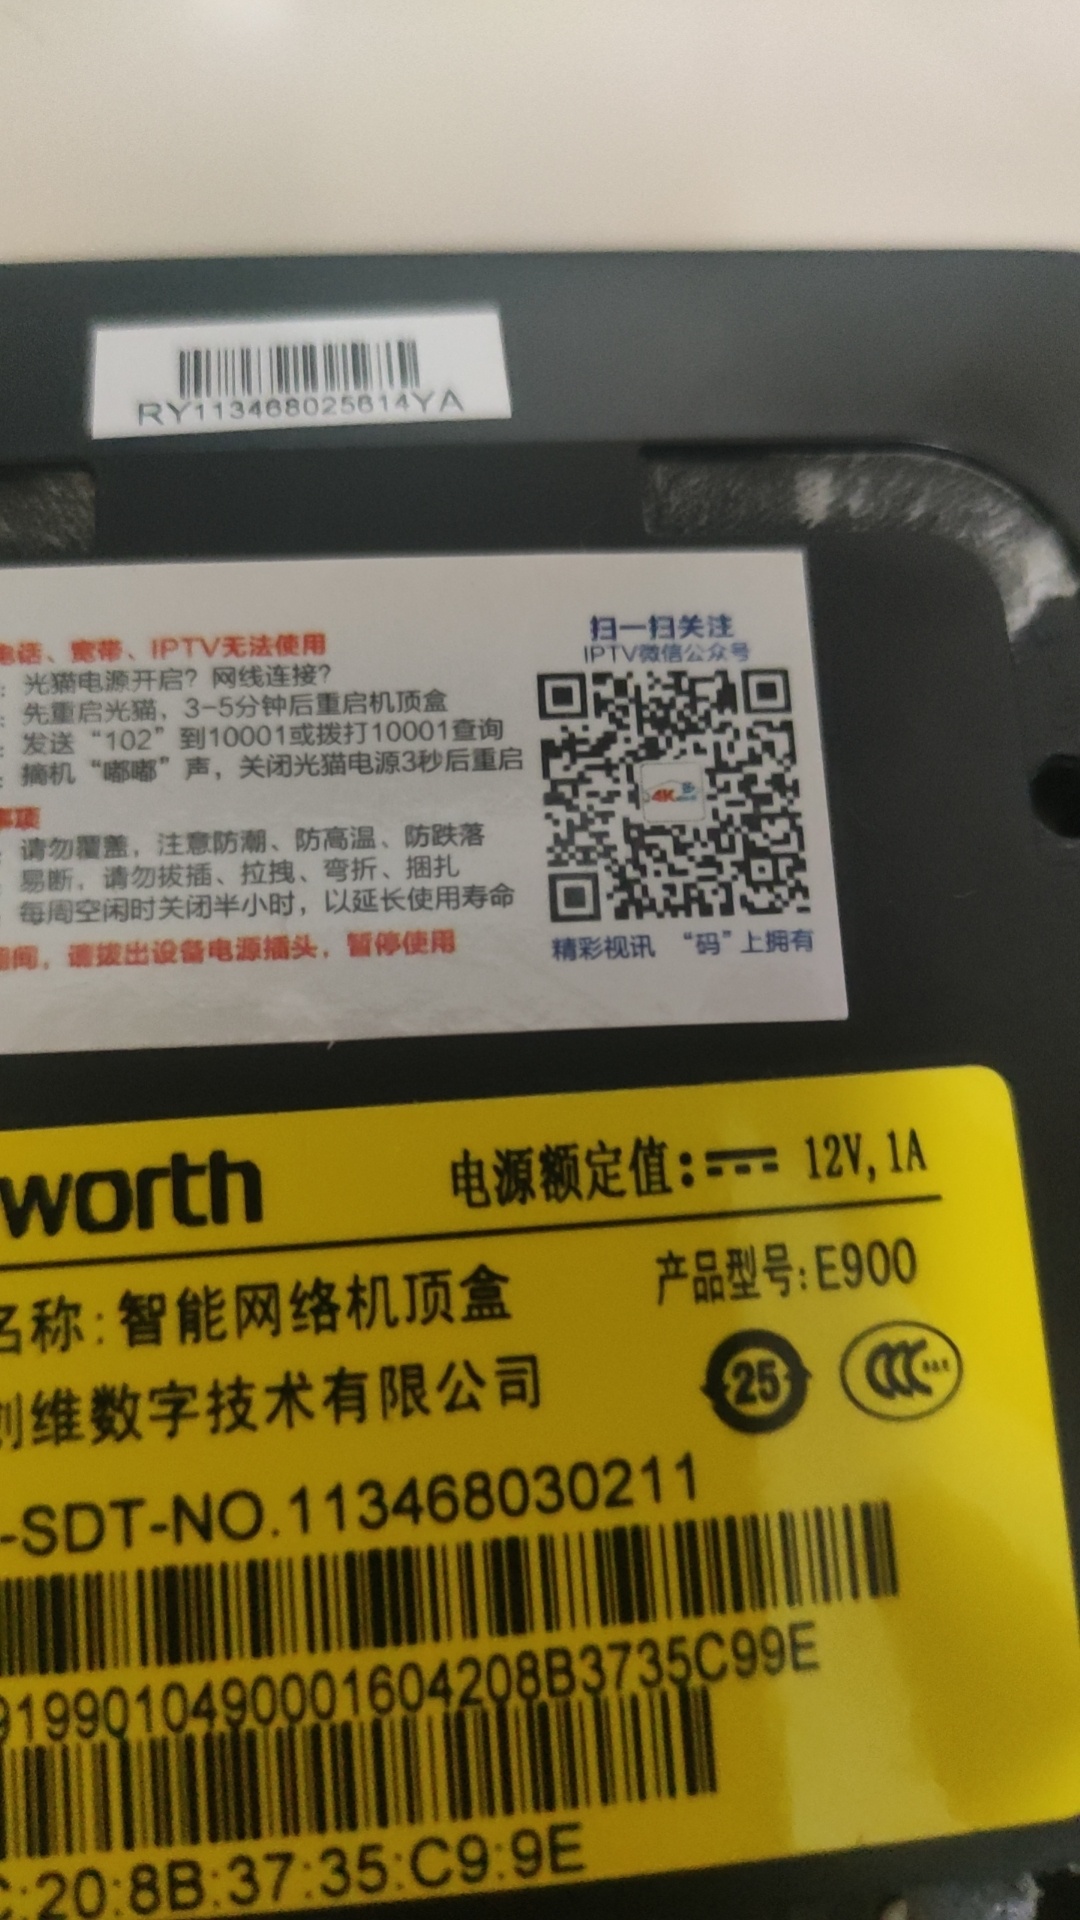 RY113468025614YA
电话、宽带、IPTV无法使用
：光猫电源开启？网线连接？
：先重启光猫，3-5分钟后重启机顶盒
：发送“102”到10001或拨打10001查询
：摘机“嘟嘟”声，关闭光猫电源3秒后重启
事项
：请勿覆盖，注意防潮、防高温、防跌落
易断，请勿拔插、拉拽、弯折、捆扎
每周空闲时关闭半小时，以延长使用寿命
期间，请拨出设备电源插头，暂停使用
扫一扫关注
IPTV微信公众号
4K
精彩视讯 “码”上拥有
worth
电源额定值：12V,1A
名称：智能网络机顶盒
产品型号：E900
创维数字技术有限公司
25
CCC
-SDT-NO.113468030211
9199010490001604208B3735C99E
C:20:8B:37:35:C9:9E